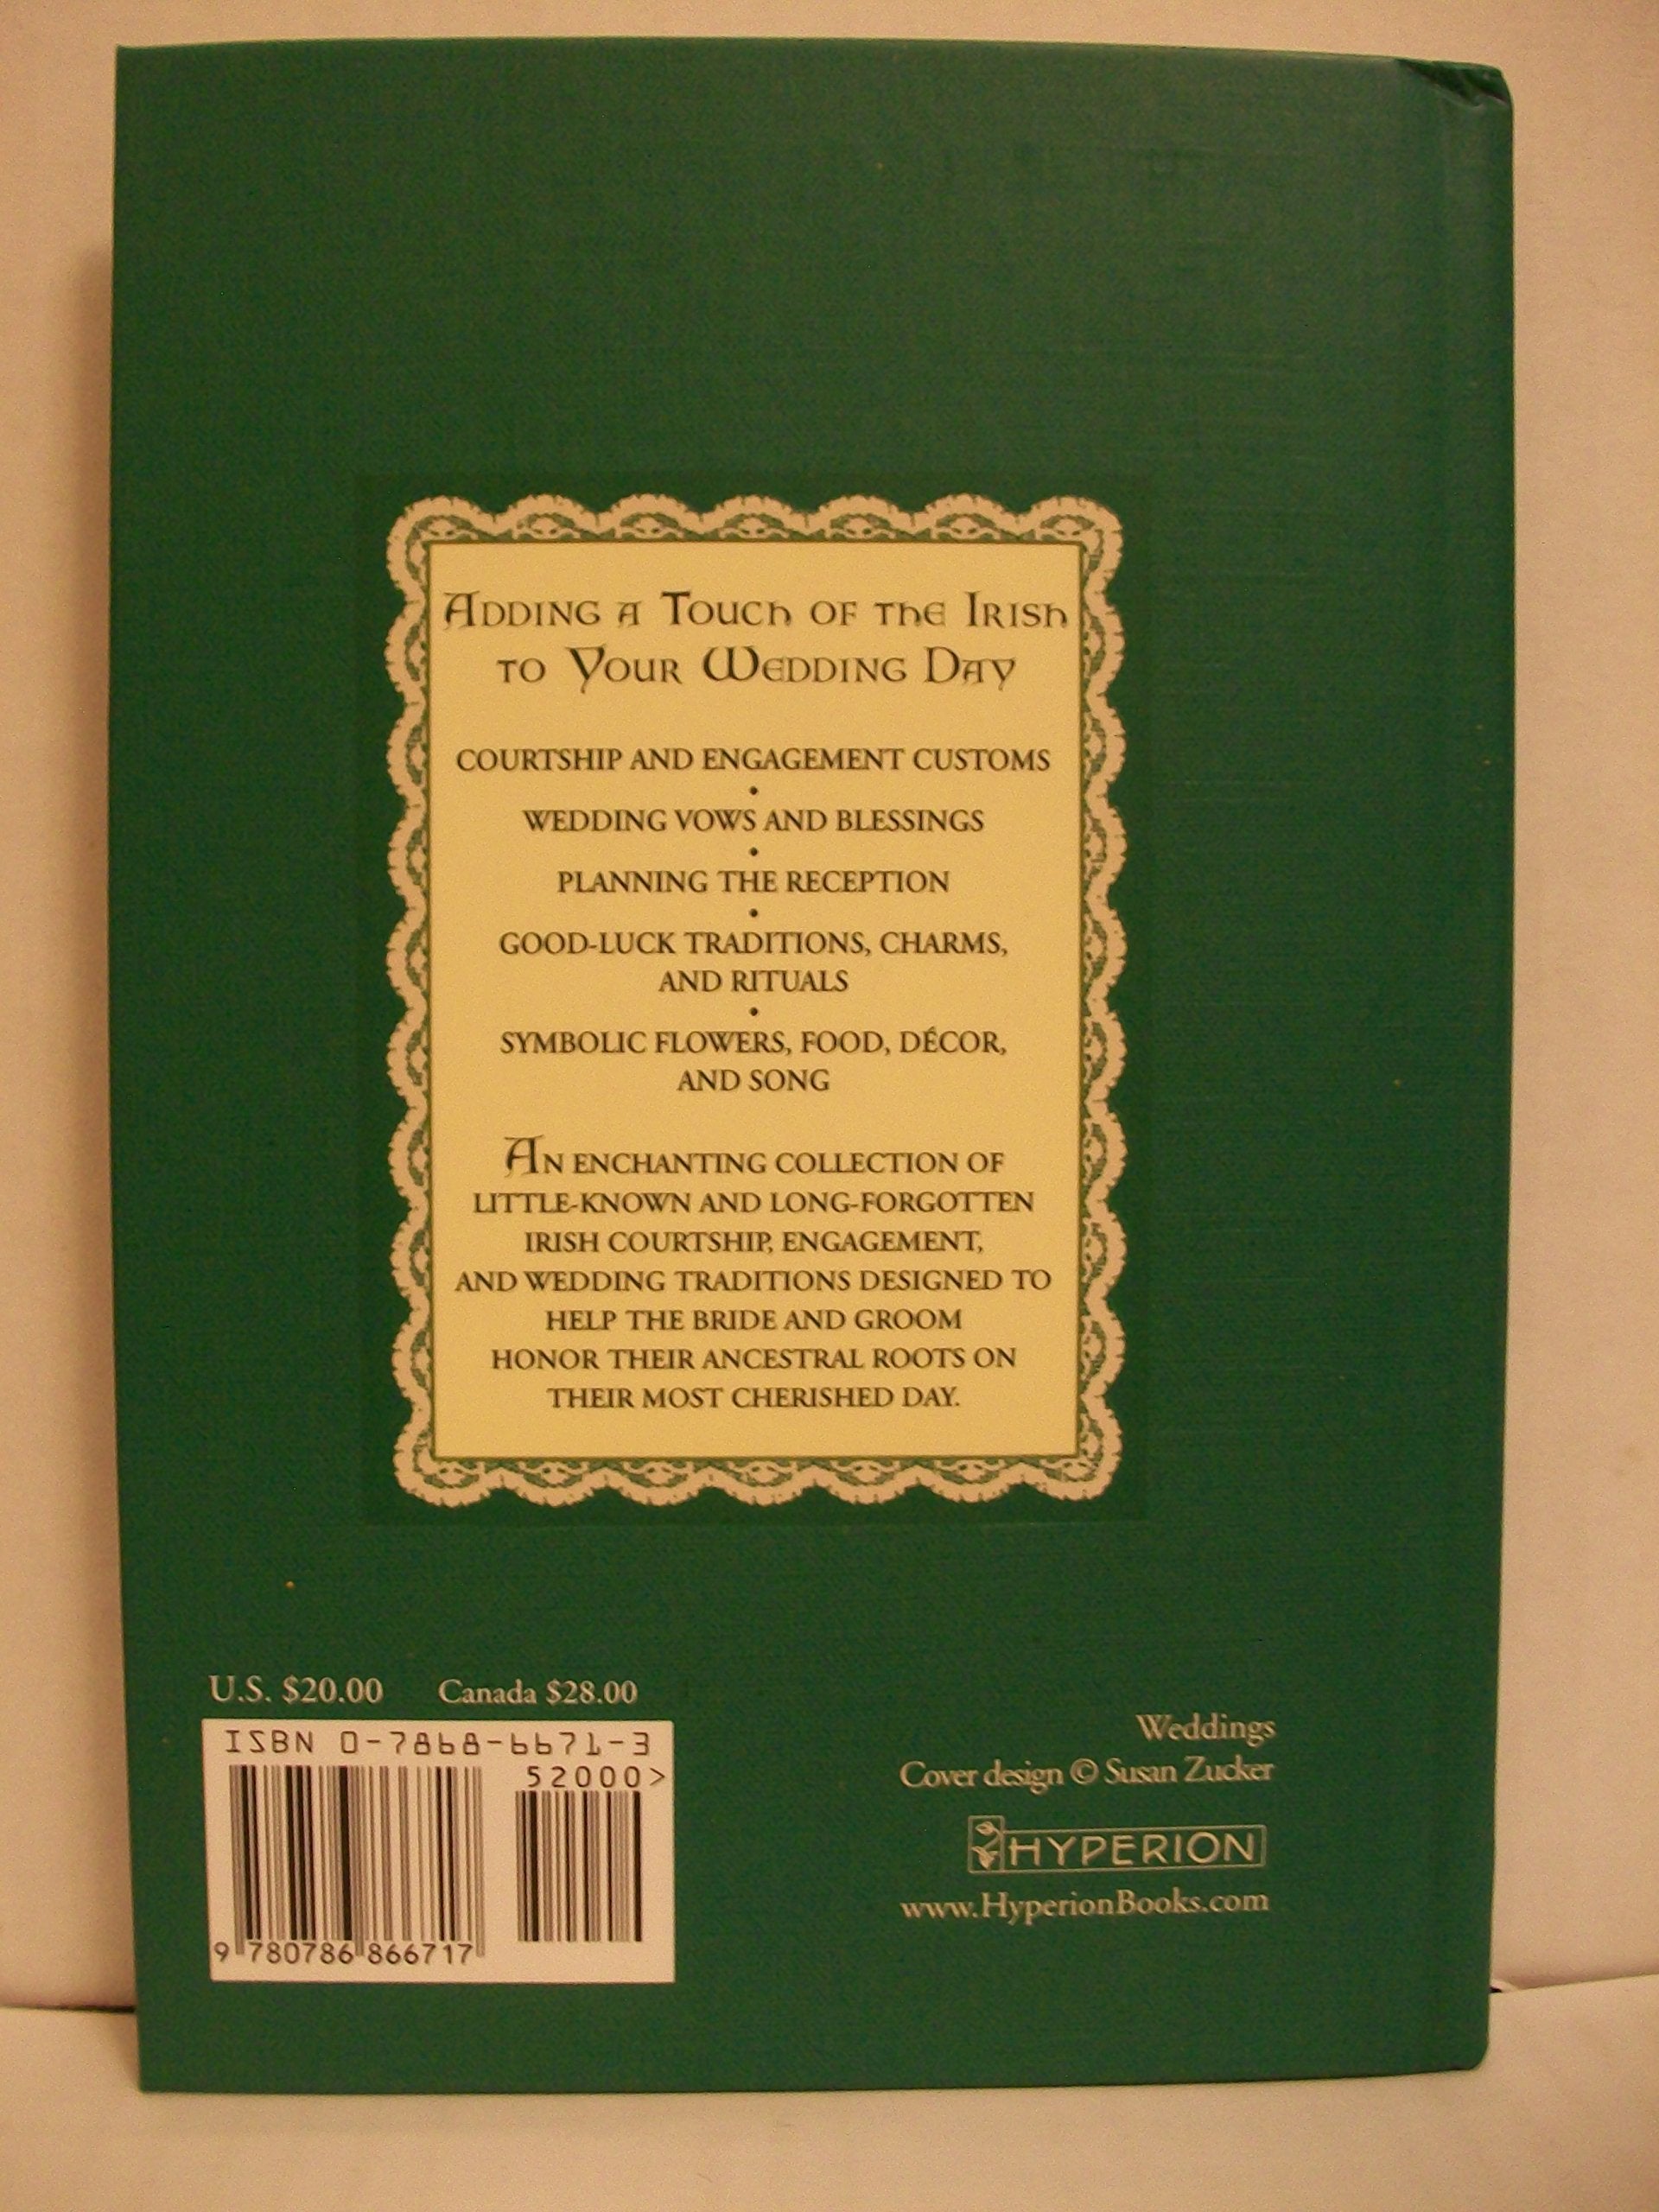 Adding a Touch of the Irish
to Your Wedding Day
COURTSHIP AND ENGAGEMENT CUSTOMS
•
WEDDING VOWS AND BLESSINGS
•
PLANNING THE RECEPTION
•
GOOD-LUCK TRADITIONS, CHARMS,
AND RITUALS
•
SYMBOLIC FLOWERS, FOOD, DÉCOR,
AND SONG
AN ENCHANTING COLLECTION OF
LITTLE-KNOWN AND LONG-FORGOTTEN
IRISH COURTSHIP, ENGAGEMENT,
AND WEDDING TRADITIONS DESIGNED TO
HELP THE BRIDE AND GROOM
HONOR THEIR ANCESTRAL ROOTS ON
THEIR MOST CHERISHED DAY.
U.S. $20.00 Canada $28.00
ISBN 0-7868-6671-3
52000>
9 780786 866717
Weddings
Cover design © Susan Zucker
HYPERION
www.HyperionBooks.com